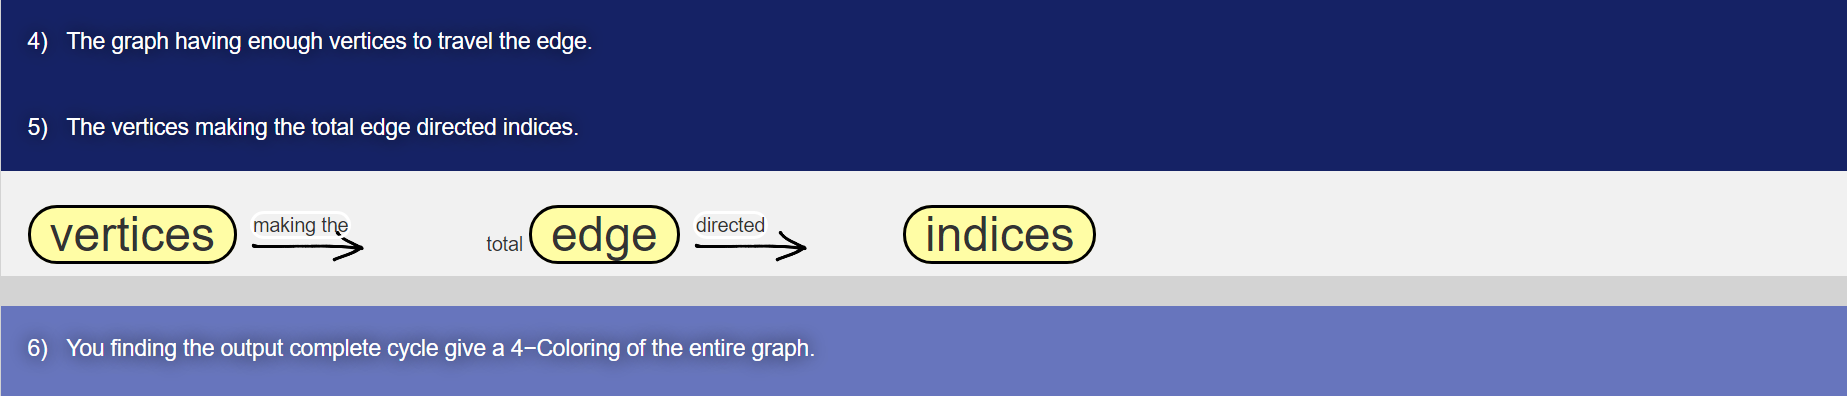 4) The graph having enough vertices to travel the edge.
5) The vertices making the total edge directed indices.
vertices making the total edge directed indices
6) You finding the output complete cycle give a 4−Coloring of the entire graph.